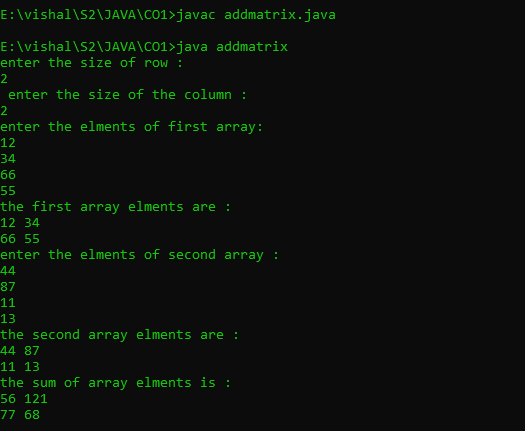 E:\vishal\S2\JAVA\CO1>javac addmatrix.java
E:\vishal\S2\JAVA\CO1>java addmatrix
enter the size of row :
2
enter the size of the column :
2
enter the elments of first array:
12
34
66
55
the first array elments are :
12 34
66 55
enter the elments of second array :
44
87
11
13
the second array elments are :
44 87
11 13
the sum of array elments is :
56 121
77 68